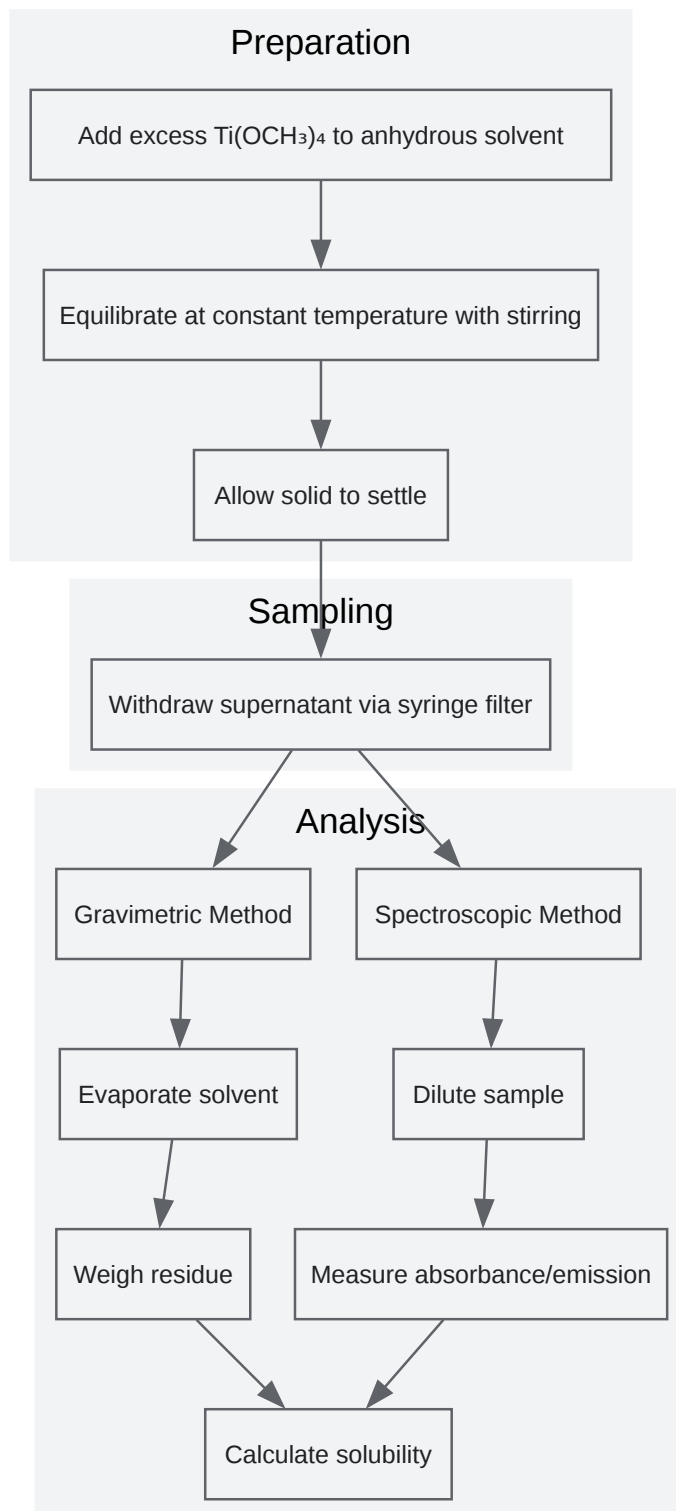 Preparation
Add excess Ti(OCH₃)₄ to anhydrous solvent
Equilibrate at constant temperature with stirring
Allow solid to settle
Sampling
Withdraw supernatant via syringe filter
Analysis
Gravimetric Method
Spectroscopic Method
Evaporate solvent
Dilute sample
Weigh residue
Measure absorbance/emission
Calculate solubility